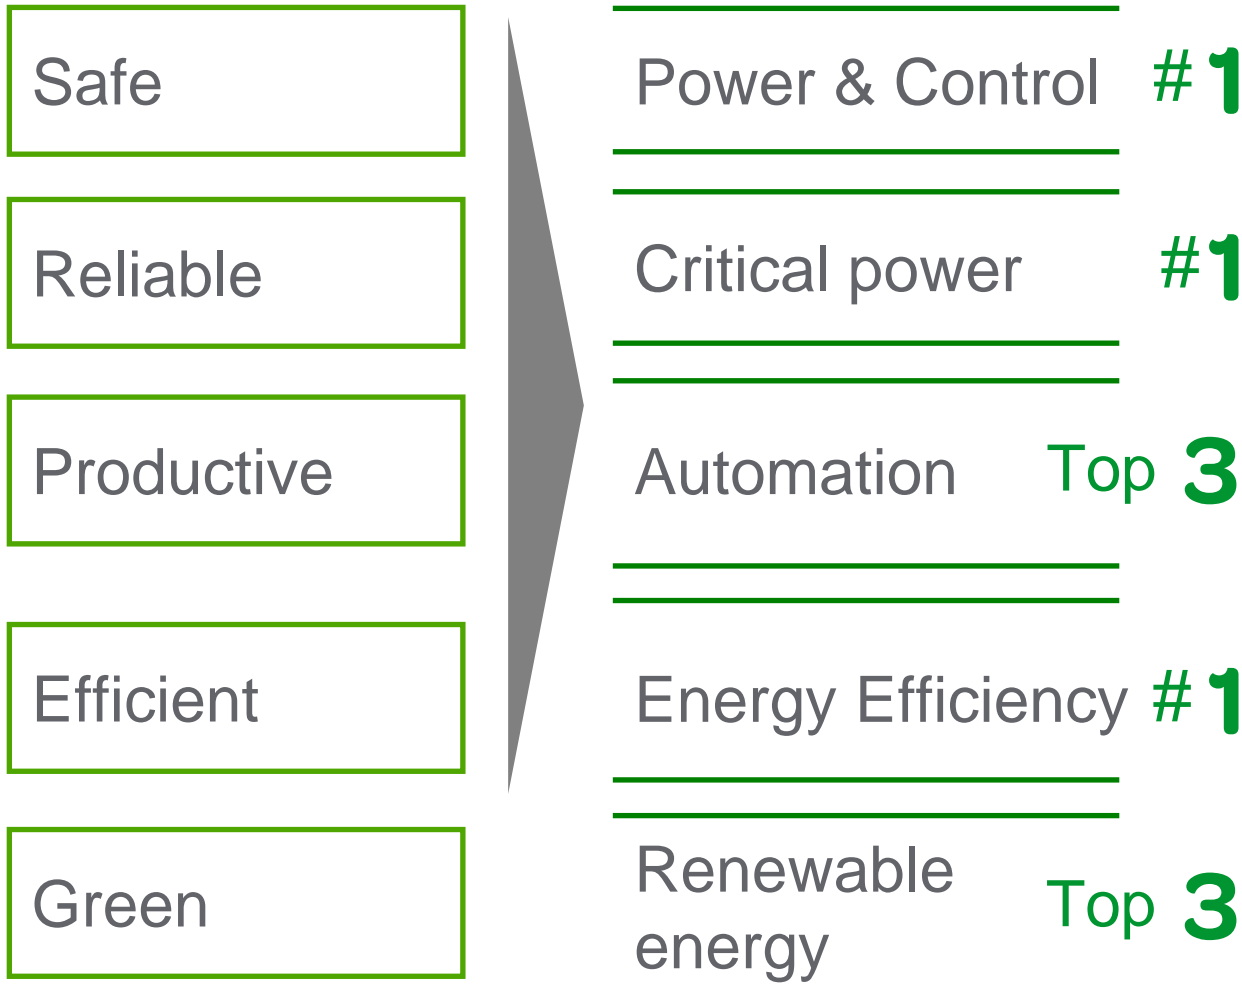 Safe
Power & Control # 1
Reliable
Critical power #1
Productive
Automation Top 3
Efficient
Energy Efficiency # 1
Green
Renewable
energy
Top 3